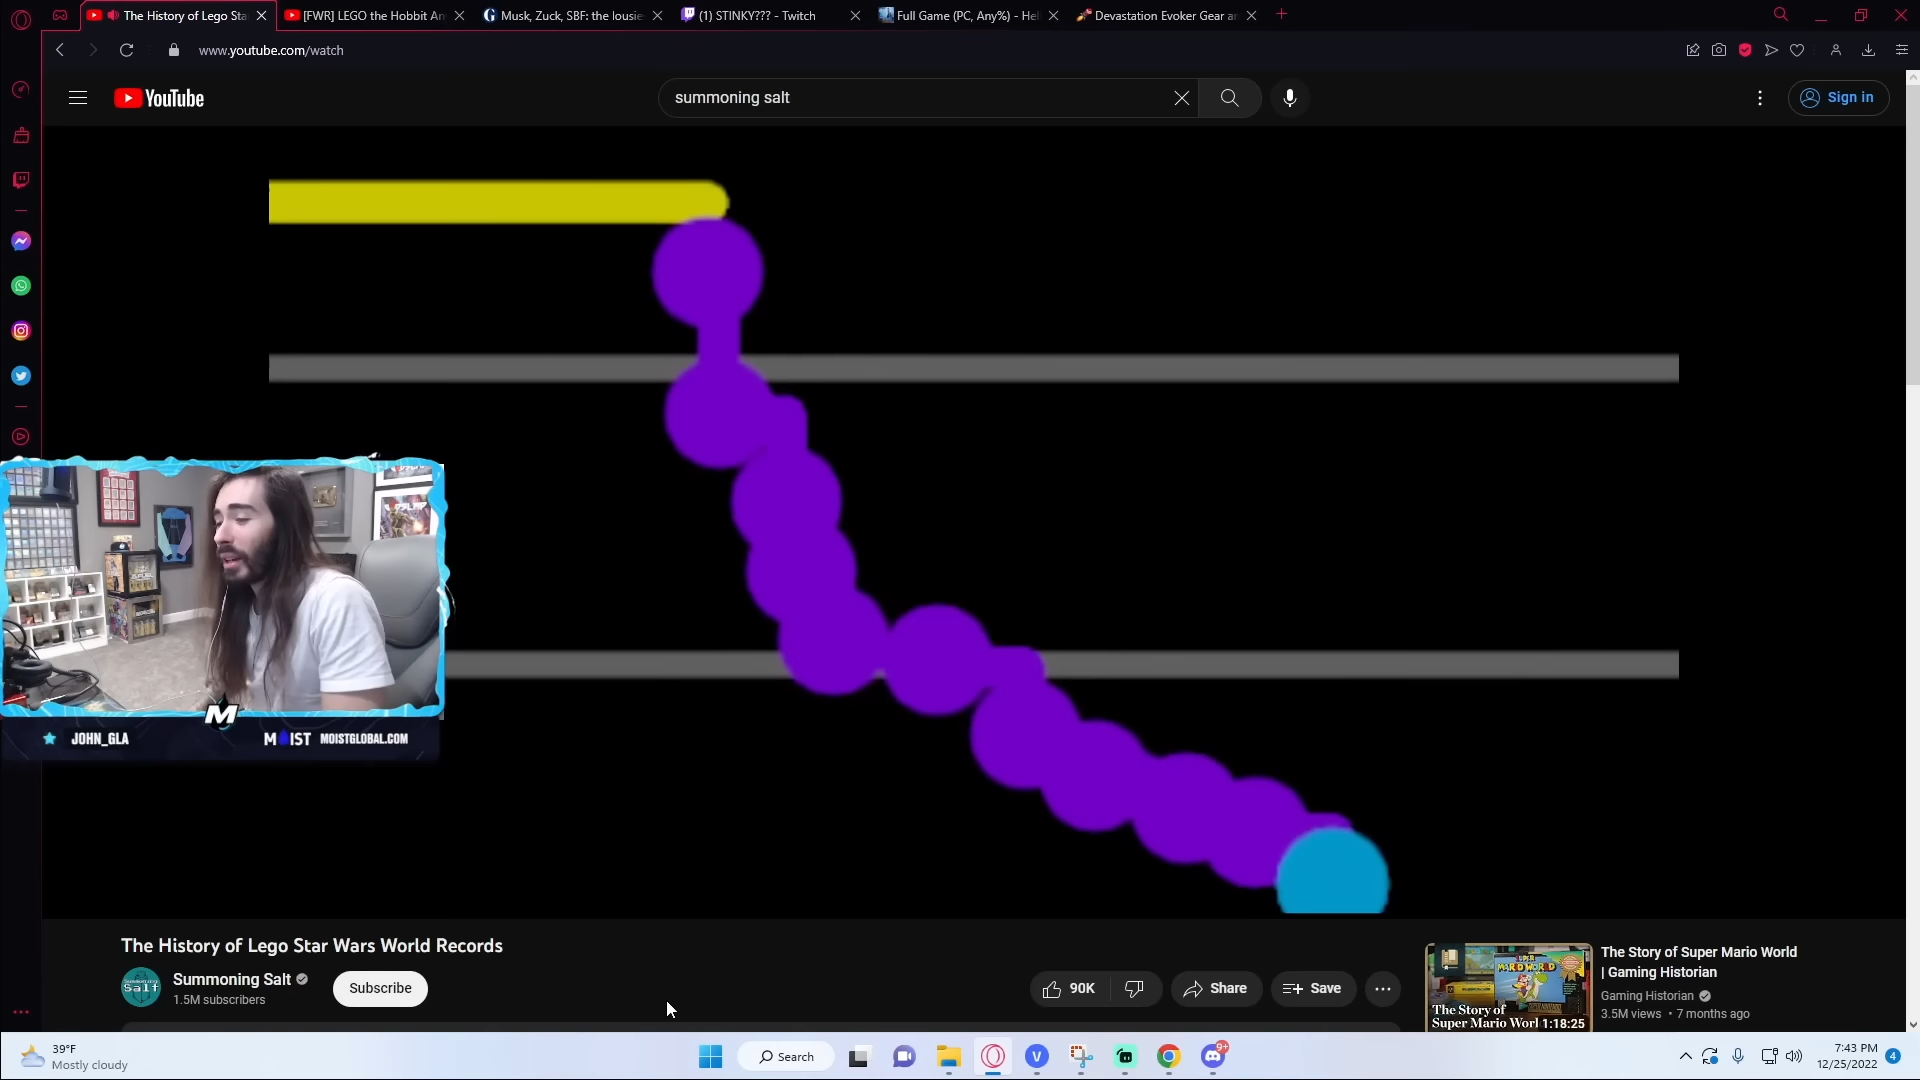 The History of Lego Sta
[FWR] LEGO the Hobbit An
Musk, Zuck, SBF: the lousie
(1) STINKY??? - Twitch
Full Game (PC, Any%) - Hel
Devastation Evoker Gear an
www.youtube.com/watch
YouTube
summoning salt
Sign in
M
JOHN_GLA
MOIST MOISTGLOBAL.COM
The History of Lego Star Wars World Records
Summoning Salt
1.5M subscribers
Subscribe
90K
Share
Save
The Story of
Super Mario Worl
1:18:25
The Story of Super Mario World
| Gaming Historian
Gaming Historian
3.5M views • 7 months ago
39°F
Mostly cloudy
Search
9+
7:43 PM
12/25/2022
4